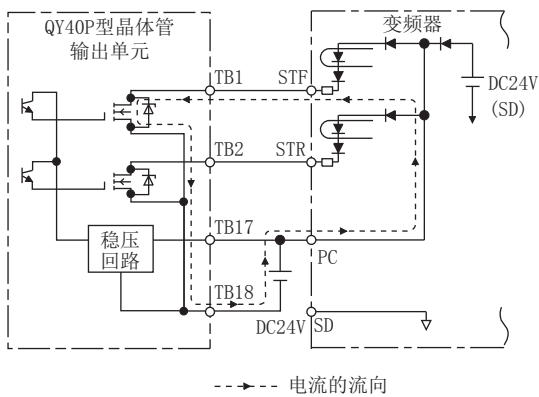 QY40P型晶体管
输出单元
变频器
TB1
STF
DC24V
(SD)
TB2
STR
TB17
稳压
回路
PC
TB18
DC24V
SD
电流的流向